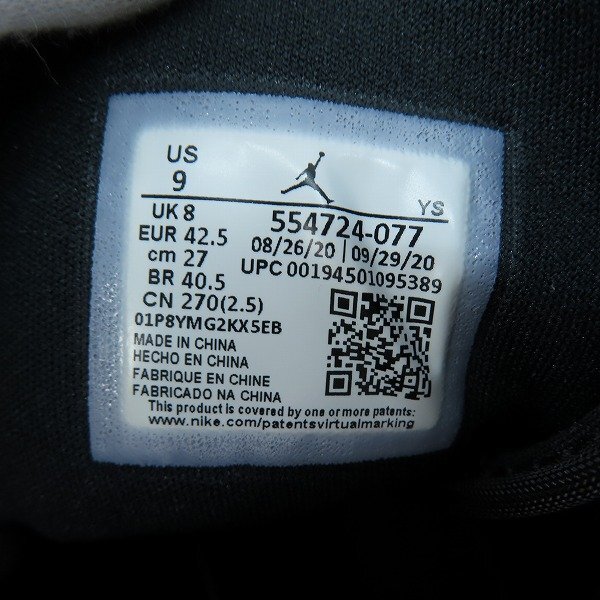 US
9
YS
UK 8
EUR 42.5
cm 27
BR 40.5
CN 270(2.5)
554724-077
08/26/20 | 09/29/20
UPC 00194501095389
01P8YMG2KX5EB
MADE IN CHINA
HECHO EN CHINA
FABRIQUE EN CHINE
FABRICADO NA CHINA
This product is covered by one or more patents:
www.nike.com/patentsvirtualmarking